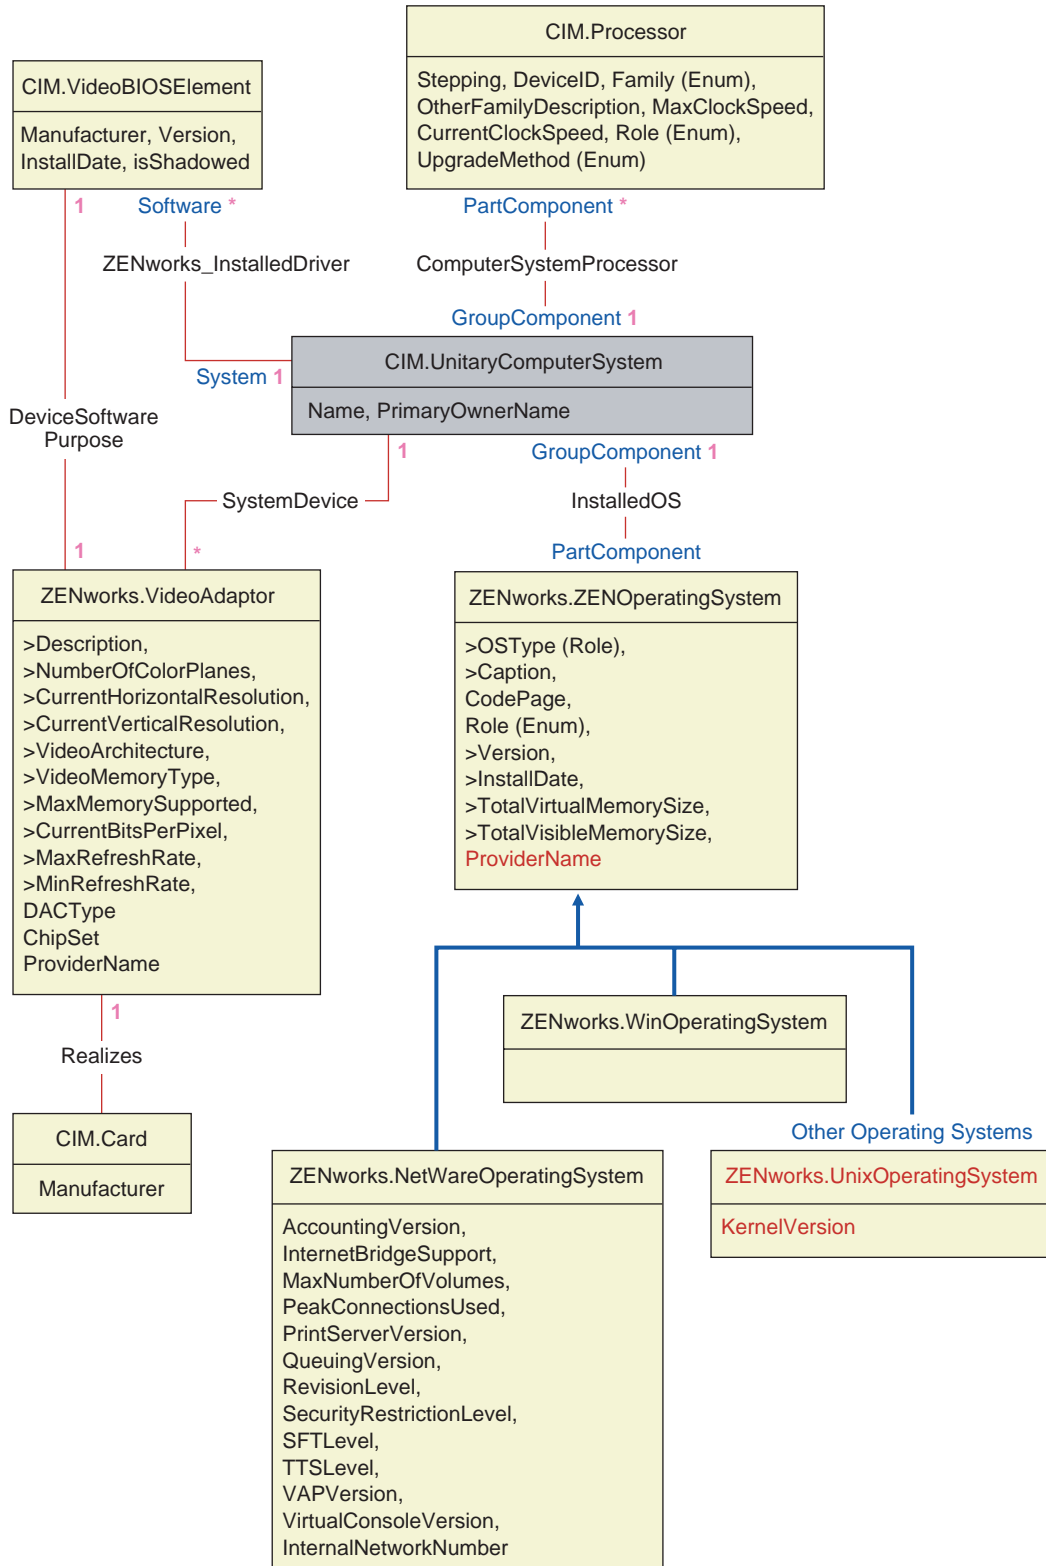 CIM.Processor
Stepping, DeviceID, Family (Enum),
OtherFamilyDescription, MaxClockSpeed,
CurrentClockSpeed, Role (Enum),
UpgradeMethod (Enum)
CIM.VideoBIOSElement
Manufacturer, Version,
InstallDate, isShadowed
1
Software *
PartComponent *
ZENworks_InstalledDriver
ComputerSystemProcessor
GroupComponent 1
CIM.UnitaryComputerSystem
System 1
Name, PrimaryOwnerName
DeviceSoftware
Purpose
1
GroupComponent 1
SystemDevice
InstalledOS
1
*
PartComponent
ZENworks.VideoAdaptor
>Description,
>NumberOfColorPlanes,
>CurrentHorizontalResolution,
>CurrentVerticalResolution,
>VideoArchitecture,
>VideoMemoryType,
>MaxMemorySupported,
>CurrentBitsPerPixel,
>MaxRefreshRate,
>MinRefreshRate,
DACType
ChipSet
ProviderName
ZENworks.ZENOperatingSystem
>OSType (Role),
>Caption,
CodePage,
Role (Enum),
>Version,
>InstallDate,
>TotalVirtualMemorySize,
>TotalVisibleMemorySize,
ProviderName
1
Realizes
CIM.Card
Manufacturer
ZENworks.WinOperatingSystem
Other Operating Systems
ZENworks.NetWareOperatingSystem
AccountingVersion,
InternetBridgeSupport,
MaxNumberOfVolumes,
PeakConnectionsUsed,
PrintServerVersion,
QueuingVersion,
RevisionLevel,
SecurityRestrictionLevel,
SFTLevel,
TTSLevel,
VAPVersion,
VirtualConsoleVersion,
InternalNetworkNumber
ZENworks.UnixOperatingSystem
KernelVersion